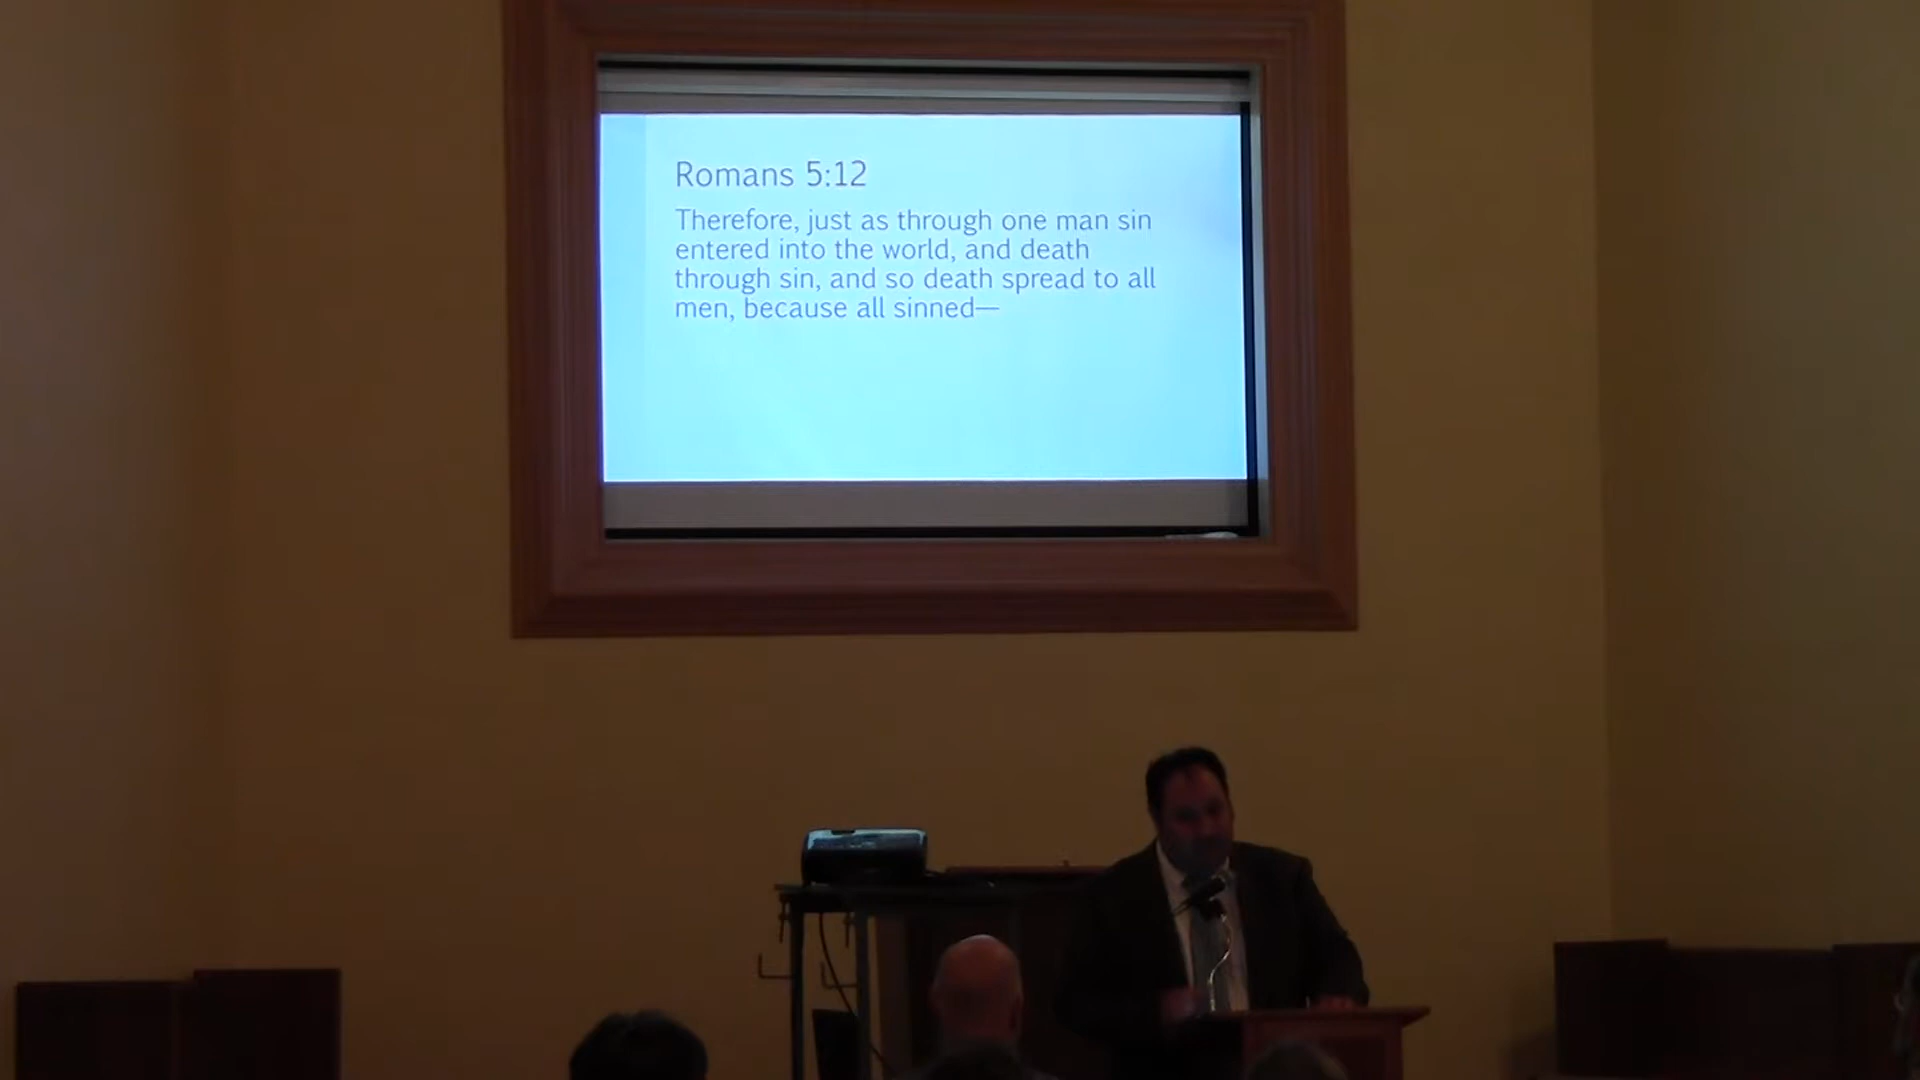 Romans 5:12
Therefore, just as through one man sin
entered into the world, and death
through sin, and so death spread to all
men, because all sinned—